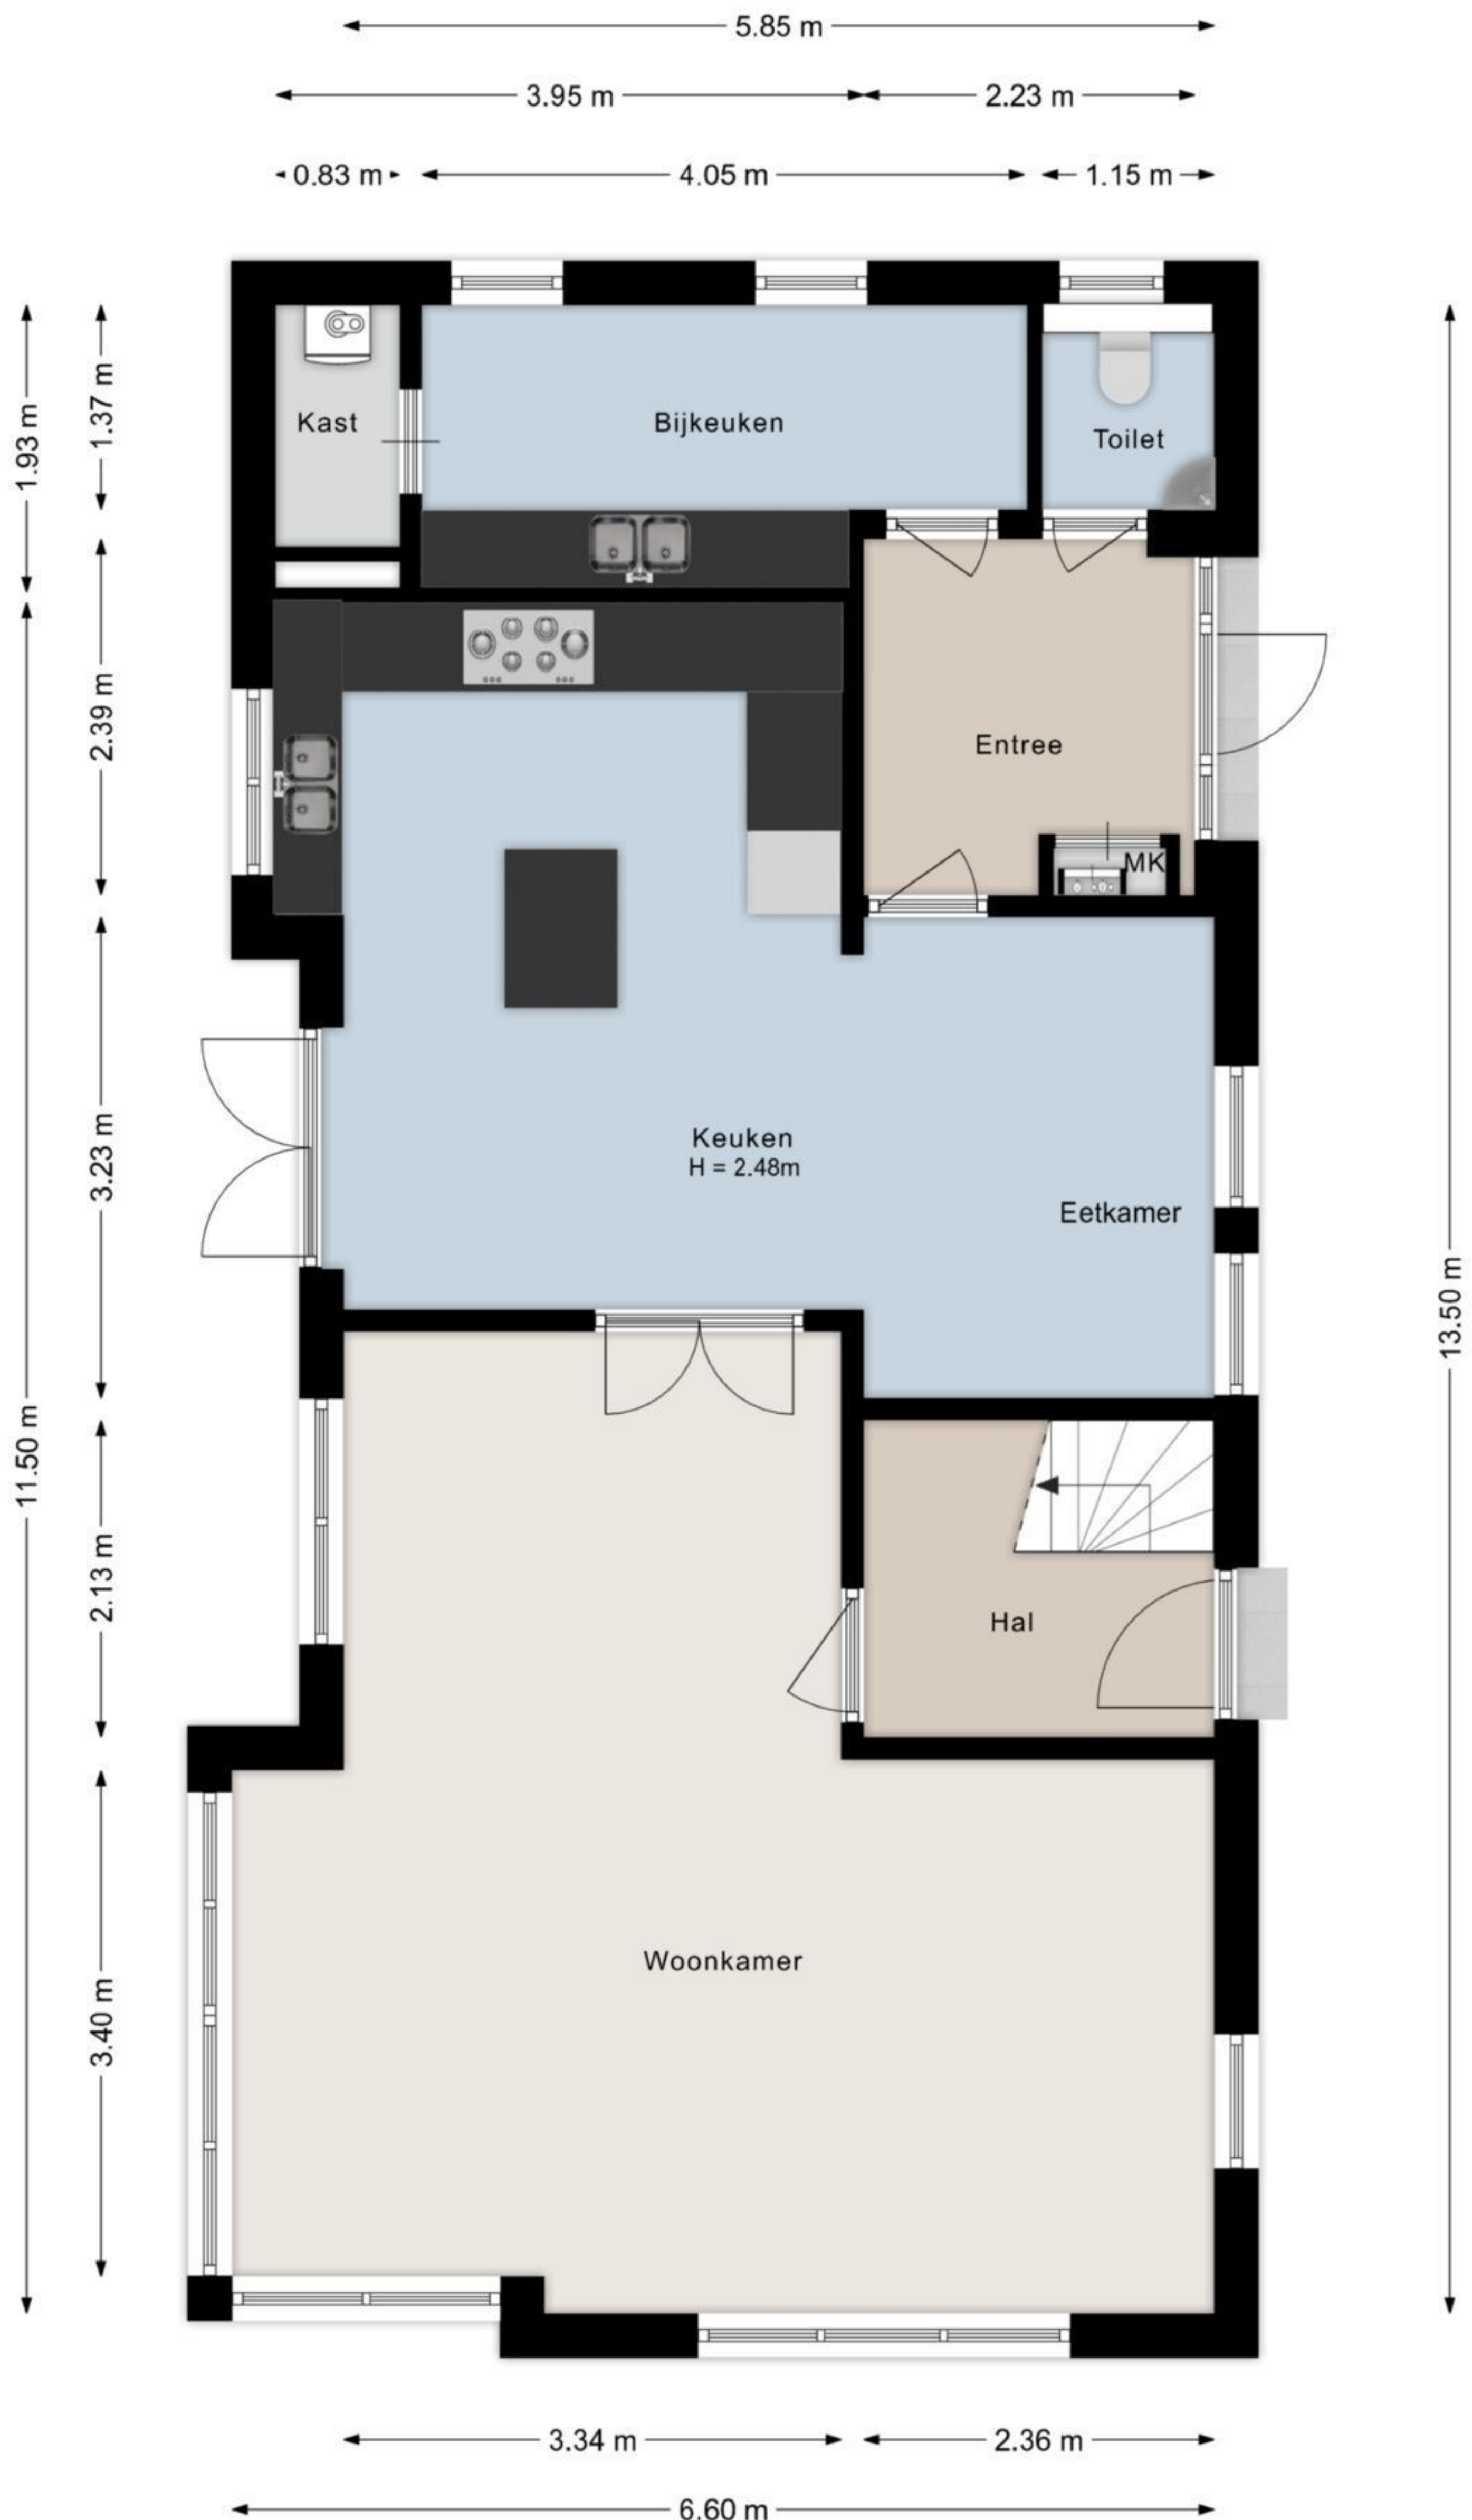 5.85 m
3.95 m
2.23 m
0.83 m
4.05 m
1.15 m
1.93 m
1.37 m
Kast
Bijkeuken
Toilet
2.39 m
Entree
MK
3.23 m
Keuken
H = 2.48m
Eetkamer
13.50 m
11.50 m
2.13 m
Hal
3.40 m
Woonkamer
3.34 m
2.36 m
6.60 m